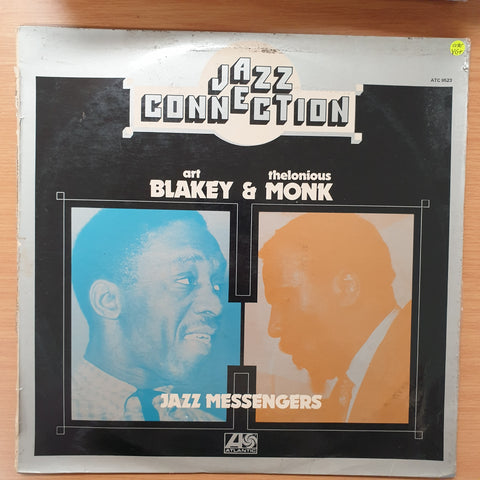 JAZZ
CONNECTION
ATC 9523
art thelonious
BLAKEY & MONK
JAZZ MESSENGERS
ATLANTIC